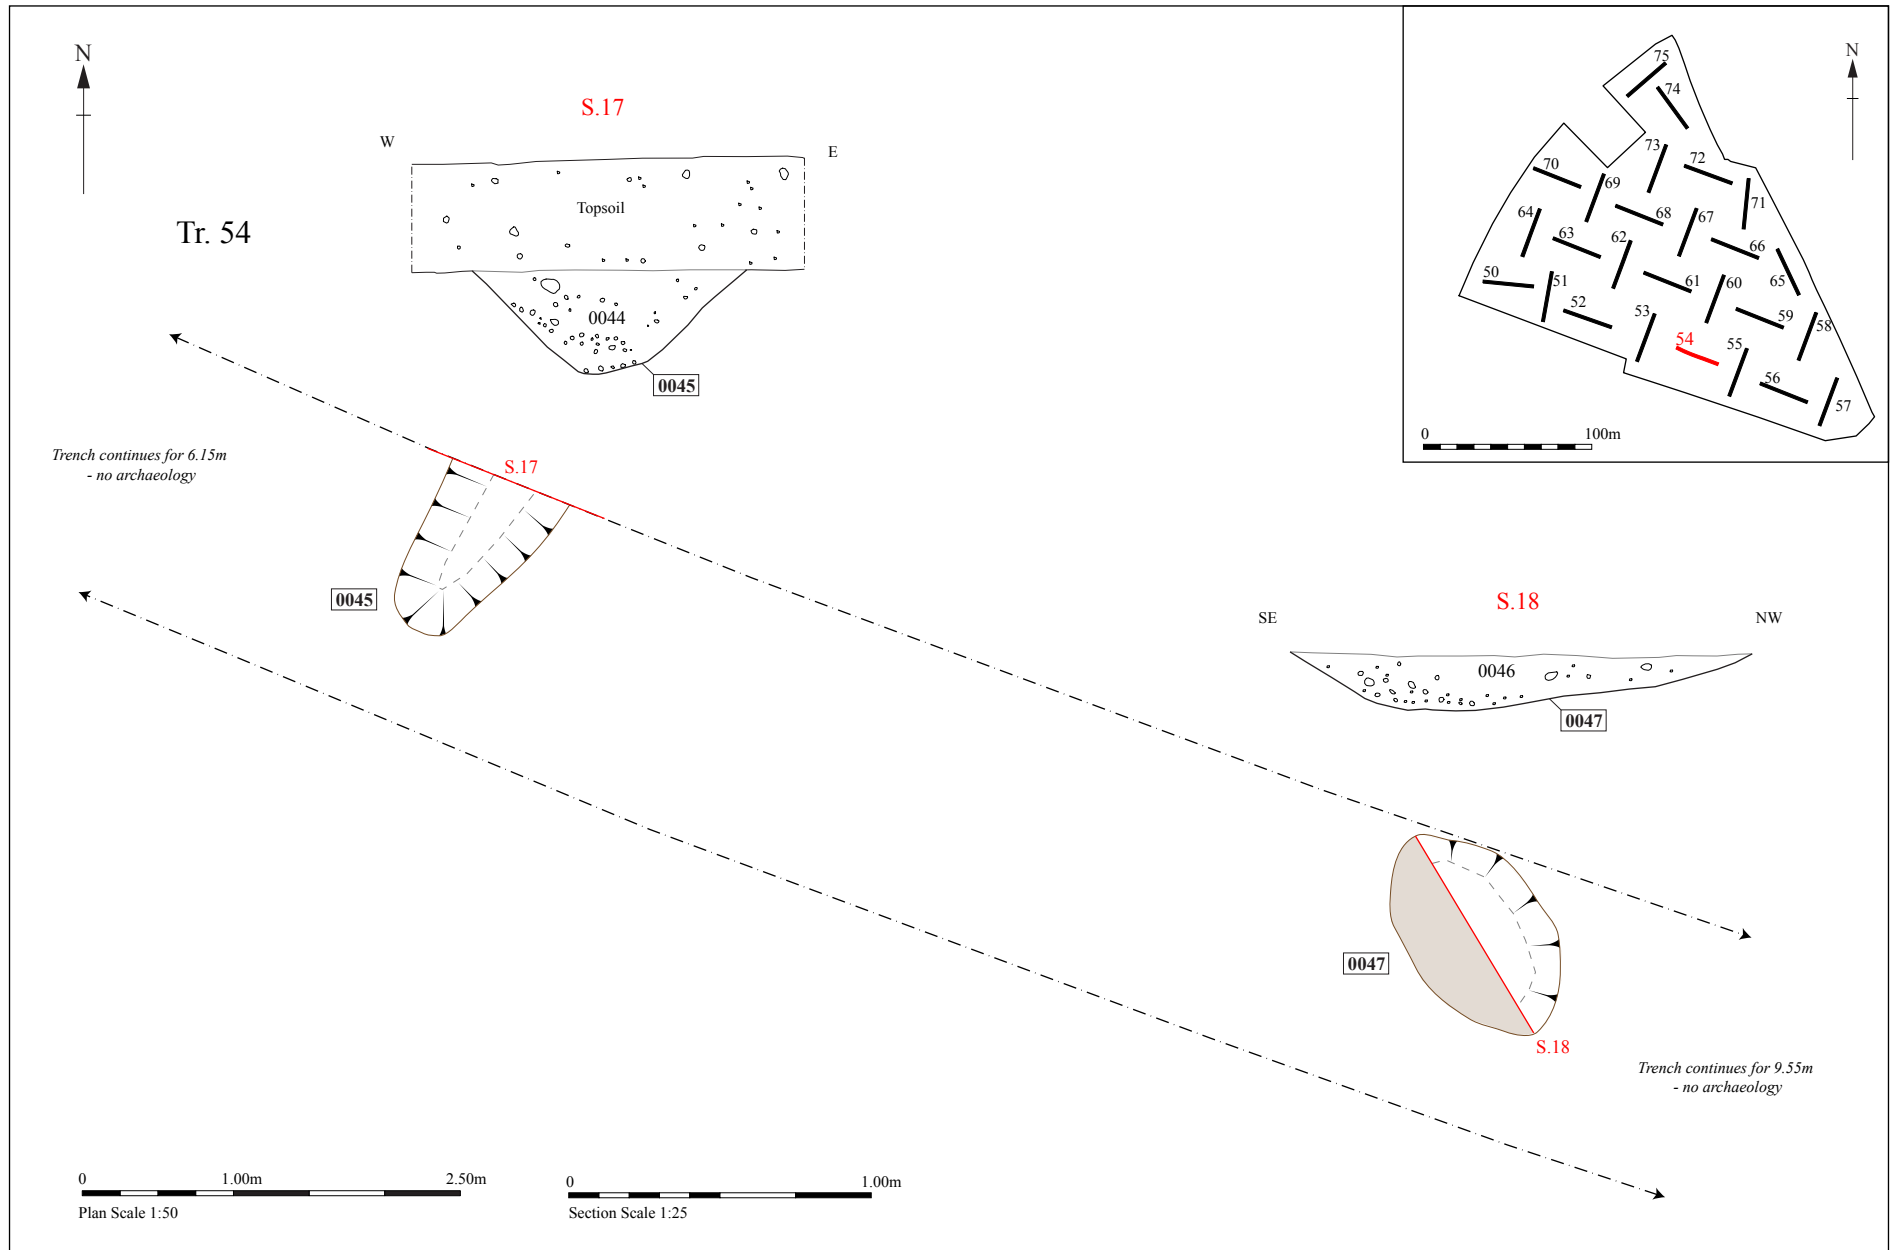 N
S.17
W
E
Topsoil
Tr. 54
0044
0045
Trench continues for 6.15m
- no archaeology
S.17
0045
S.18
SE
NW
0046
0047
0047
S.18
Trench continues for 9.55m
- no archaeology
0
1.00m
2.50m
Plan Scale 1:50
0
1.00m
Section Scale 1:25
N
75
74
73
72
70
69
71
64
68
67
63
62
66
50
51
61
60
65
52
53
59
58
54
55
56
57
0
100m